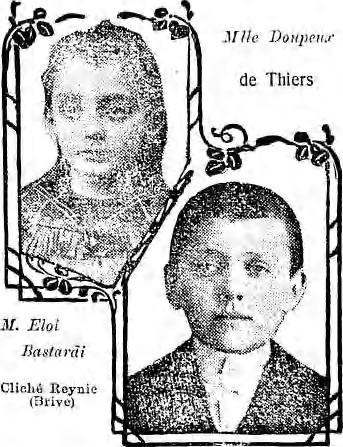 Mlle Doupeux
de Thiers
M. Eloi
Bastardi
Cliché Reynie
(Brive)